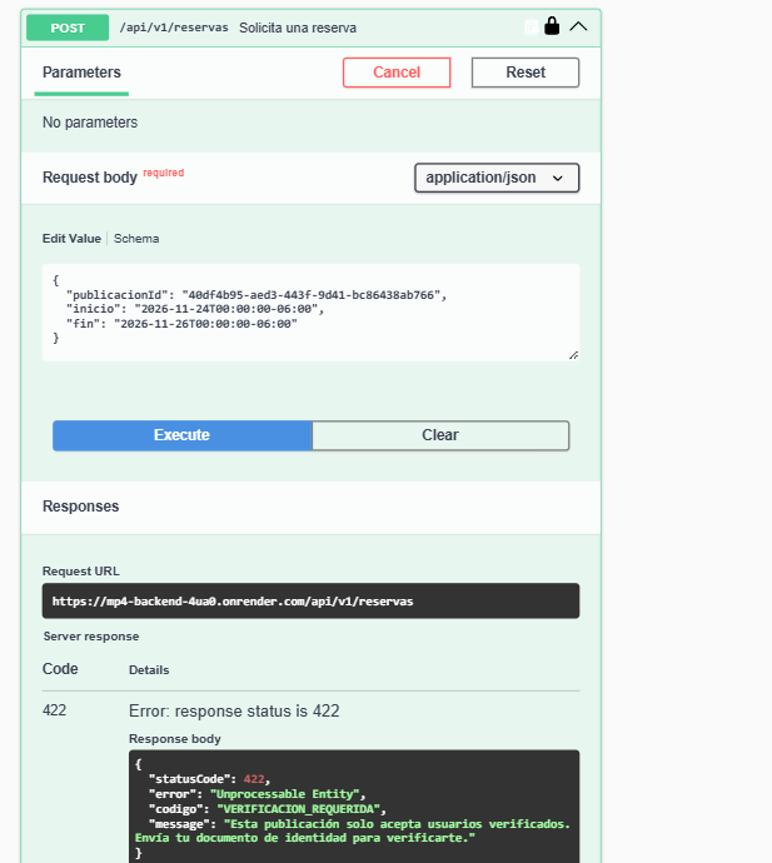 POST /api/v1/reservas Solicita una reserva
Parameters Cancel Reset
No parameters
Request body required application/json
Edit Value Schema
{
"publicacionId": "40df4b95-aed3-443f-9d41-bc86438ab766",
"inicio": "2026-11-24T00:00:00-06:00",
"fin": "2026-11-26T00:00:00-06:00"
}
Execute Clear
Responses
Request URL
https://mp4-backend-4ua0.onrender.com/api/v1/reservas
Server response
Code Details
422 Error: response status is 422
Response body
{
"statusCode": 422,
"error": "Unprocessable Entity",
"codigo": "VERIFICACION_REQUERIDA",
"message": "Esta publicación solo acepta usuarios verificados.
Envía tu documento de identidad para verificarte."
}